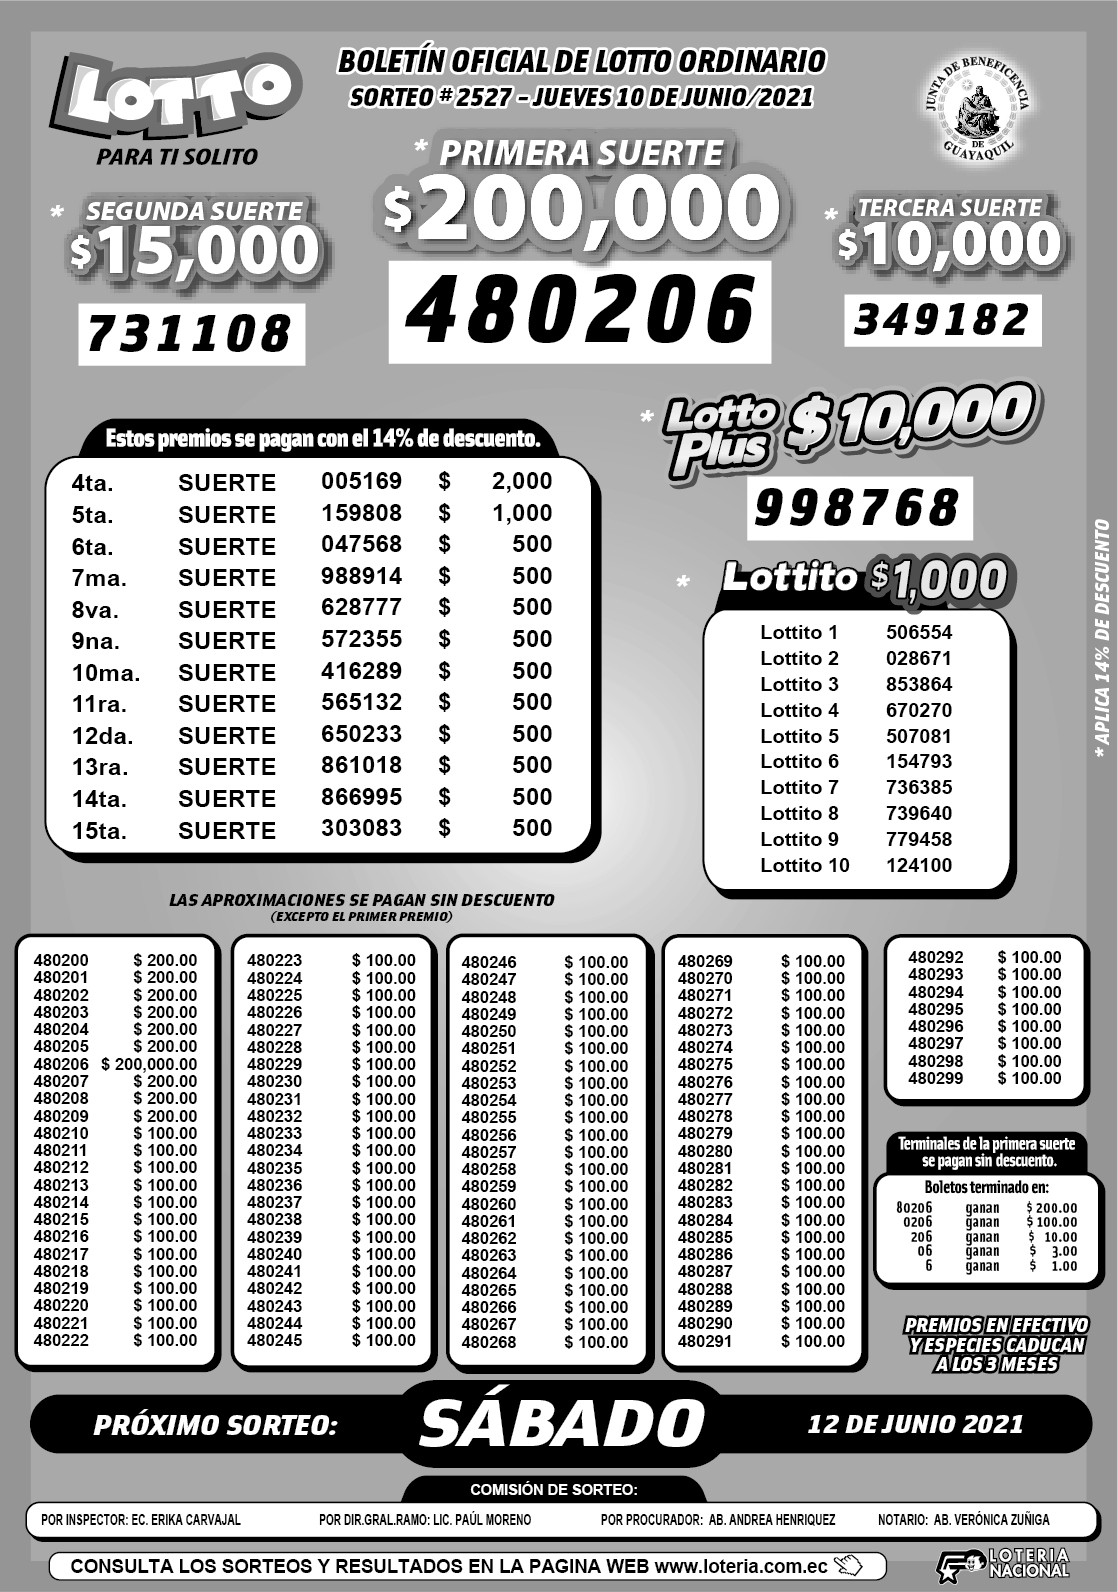 LOTTO
PARA TI SOLITO
BOLETÍN OFICIAL DE LOTTO ORDINARIO
SORTEO # 2527 - JUEVES 10 DE JUNIO/2021
JUNTA DE BENEFICENCIA
DE
GUAYAQUIL
* PRIMERA SUERTE
$200,000
480206
* SEGUNDA SUERTE
$15,000
731108
* TERCERA SUERTE
$10,000
349182
Estos premios se pagan con el 14% de descuento.
4ta. SUERTE 005169 $ 2,000
5ta. SUERTE 159808 $ 1,000
6ta. SUERTE 047568 $ 500
7ma. SUERTE 988914 $ 500
8va. SUERTE 628777 $ 500
9na. SUERTE 572355 $ 500
10ma. SUERTE 416289 $ 500
11ra. SUERTE 565132 $ 500
12da. SUERTE 650233 $ 500
13ra. SUERTE 861018 $ 500
14ta. SUERTE 866995 $ 500
15ta. SUERTE 303083 $ 500
* Lotto Plus $10,000
998768
* Lottito $1,000
Lottito 1 506554
Lottito 2 028671
Lottito 3 853864
Lottito 4 670270
Lottito 5 507081
Lottito 6 154793
Lottito 7 736385
Lottito 8 739640
Lottito 9 779458
Lottito 10 124100
* APLICA 14% DE DESCUENTO
LAS APROXIMACIONES SE PAGAN SIN DESCUENTO
(EXCEPTO EL PRIMER PREMIO)
480200 $ 200.00
480201 $ 200.00
480202 $ 200.00
480203 $ 200.00
480204 $ 200.00
480205 $ 200.00
480206 $ 200,000.00
480207 $ 200.00
480208 $ 200.00
480209 $ 200.00
480210 $ 100.00
480211 $ 100.00
480212 $ 100.00
480213 $ 100.00
480214 $ 100.00
480215 $ 100.00
480216 $ 100.00
480217 $ 100.00
480218 $ 100.00
480219 $ 100.00
480220 $ 100.00
480221 $ 100.00
480222 $ 100.00
480223 $ 100.00
480224 $ 100.00
480225 $ 100.00
480226 $ 100.00
480227 $ 100.00
480228 $ 100.00
480229 $ 100.00
480230 $ 100.00
480231 $ 100.00
480232 $ 100.00
480233 $ 100.00
480234 $ 100.00
480235 $ 100.00
480236 $ 100.00
480237 $ 100.00
480238 $ 100.00
480239 $ 100.00
480240 $ 100.00
480241 $ 100.00
480242 $ 100.00
480243 $ 100.00
480244 $ 100.00
480245 $ 100.00
480246 $ 100.00
480247 $ 100.00
480248 $ 100.00
480249 $ 100.00
480250 $ 100.00
480251 $ 100.00
480252 $ 100.00
480253 $ 100.00
480254 $ 100.00
480255 $ 100.00
480256 $ 100.00
480257 $ 100.00
480258 $ 100.00
480259 $ 100.00
480260 $ 100.00
480261 $ 100.00
480262 $ 100.00
480263 $ 100.00
480264 $ 100.00
480265 $ 100.00
480266 $ 100.00
480267 $ 100.00
480268 $ 100.00
480269 $ 100.00
480270 $ 100.00
480271 $ 100.00
480272 $ 100.00
480273 $ 100.00
480274 $ 100.00
480275 $ 100.00
480276 $ 100.00
480277 $ 100.00
480278 $ 100.00
480279 $ 100.00
480280 $ 100.00
480281 $ 100.00
480282 $ 100.00
480283 $ 100.00
480284 $ 100.00
480285 $ 100.00
480286 $ 100.00
480287 $ 100.00
480288 $ 100.00
480289 $ 100.00
480290 $ 100.00
480291 $ 100.00
480292 $ 100.00
480293 $ 100.00
480294 $ 100.00
480295 $ 100.00
480296 $ 100.00
480297 $ 100.00
480298 $ 100.00
480299 $ 100.00
Terminales de la primera suerte
se pagan sin descuento.
Boletos terminado en:
80206 ganan $ 200.00
0206 ganan $ 100.00
206 ganan $ 10.00
06 ganan $ 3.00
6 ganan $ 1.00
PREMIOS EN EFECTIVO
Y ESPECIES CADUCAN
A LOS 3 MESES
PRÓXIMO SORTEO: SÁBADO 12 DE JUNIO 2021
COMISIÓN DE SORTEO:
POR INSPECTOR: EC. ERIKA CARVAJAL POR DIR.GRAL.RAMO: LIC. PAÚL MORENO POR PROCURADOR: AB. ANDREA HENRIQUEZ NOTARIO: AB. VERÓNICA ZUÑIGA
CONSULTA LOS SORTEOS Y RESULTADOS EN LA PAGINA WEB www.loteria.com.ec
LOTERIA
NACIONAL